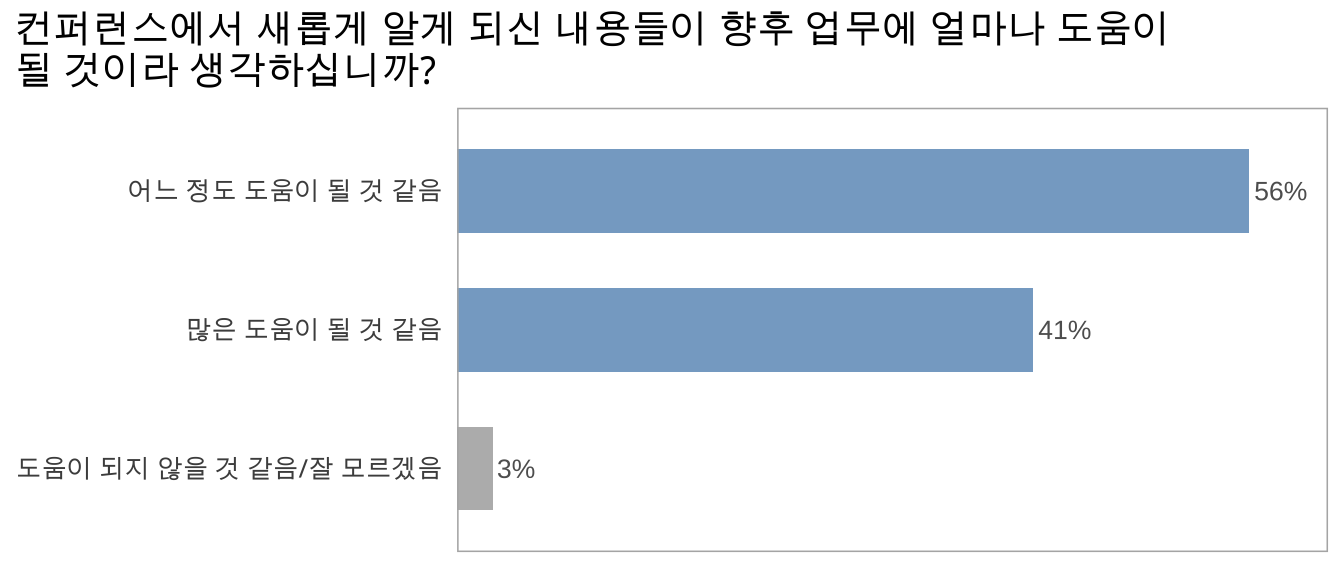 컨퍼런스에서 새롭게 알게 되신 내용들이 향후 업무에 얼마나 도움이
될 것이라 생각하십니까?
어느 정도 도움이 될 것 같음
56%
많은 도움이 될 것 같음
41%
도움이 되지 않을 것 같음/잘 모르겠음
3%